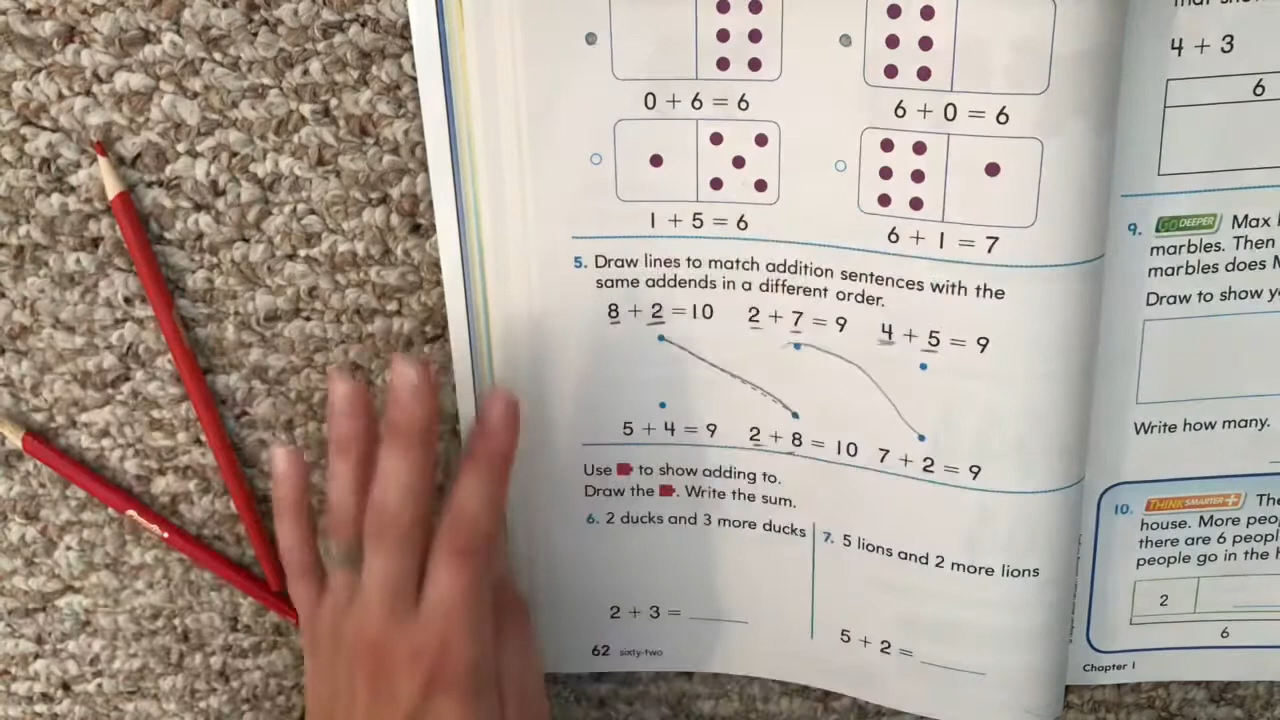 0 + 6 = 6
6 + 0 = 6
1 + 5 = 6
6 + 1 = 7
5. Draw lines to match addition sentences with the
same addends in a different order.
8 + 2 = 10
2 + 7 = 9
4 + 5 = 9
5 + 4 = 9
2 + 8 = 10
7 + 2 = 9
Use to show adding to.
Draw the . Write the sum.
6. 2 ducks and 3 more ducks
2 + 3 = ____
7. 5 lions and 2 more lions
5 + 2 = ____
62 sixty-two
4 + 3
6
9. GO DEEPER Max
marbles. Then
marbles does
Draw to show
Write how many.
10. THINK SMARTER +
house. More
there are 6
people go in the
2
6
Chapter 1